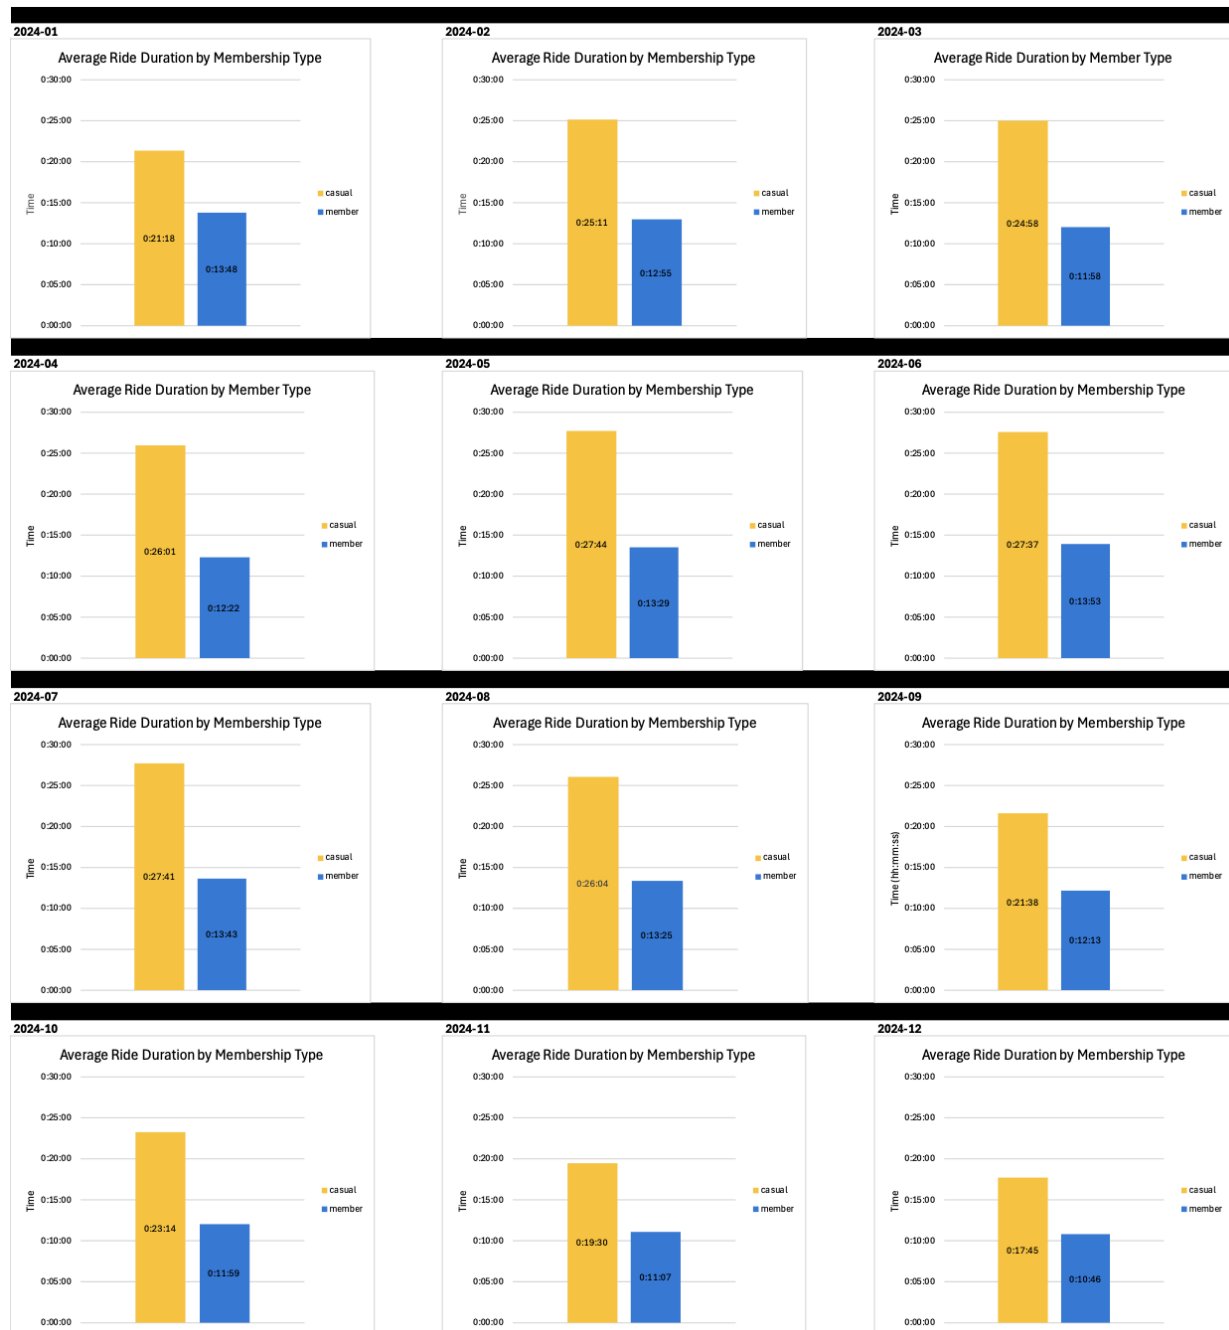 2024-01
Average Ride Duration by Membership Type
0:30:00
0:25:00
0:20:00
0:15:00
0:10:00
0:05:00
0:00:00
Time
0:21:18
0:13:48
casual
member
2024-02
Average Ride Duration by Membership Type
0:30:00
0:25:00
0:20:00
0:15:00
0:10:00
0:05:00
0:00:00
Time
0:25:11
0:12:55
casual
member
2024-03
Average Ride Duration by Member Type
0:30:00
0:25:00
0:20:00
0:15:00
0:10:00
0:05:00
0:00:00
Time
0:24:58
0:11:58
casual
member
2024-04
Average Ride Duration by Member Type
0:30:00
0:25:00
0:20:00
0:15:00
0:10:00
0:05:00
0:00:00
Time
0:26:01
0:12:22
casual
member
2024-05
Average Ride Duration by Membership Type
0:30:00
0:25:00
0:20:00
0:15:00
0:10:00
0:05:00
0:00:00
Time
0:27:44
0:13:29
casual
member
2024-06
Average Ride Duration by Membership Type
0:30:00
0:25:00
0:20:00
0:15:00
0:10:00
0:05:00
0:00:00
Time
0:27:37
0:13:53
casual
member
2024-07
Average Ride Duration by Membership Type
0:30:00
0:25:00
0:20:00
0:15:00
0:10:00
0:05:00
0:00:00
Time
0:27:41
0:13:43
casual
member
2024-08
Average Ride Duration by Membership Type
0:30:00
0:25:00
0:20:00
0:15:00
0:10:00
0:05:00
0:00:00
Time
0:26:04
0:13:25
casual
member
2024-09
Average Ride Duration by Membership Type
0:30:00
0:25:00
0:20:00
0:15:00
0:10:00
0:05:00
0:00:00
Time (hh:mm:ss)
0:21:38
0:12:13
casual
member
2024-10
Average Ride Duration by Membership Type
0:30:00
0:25:00
0:20:00
0:15:00
0:10:00
0:05:00
0:00:00
Time
0:23:14
0:11:59
casual
member
2024-11
Average Ride Duration by Membership Type
0:30:00
0:25:00
0:20:00
0:15:00
0:10:00
0:05:00
0:00:00
Time
0:19:30
0:11:07
casual
member
2024-12
Average Ride Duration by Membership Type
0:30:00
0:25:00
0:20:00
0:15:00
0:10:00
0:05:00
0:00:00
Time
0:17:45
0:10:46
casual
member